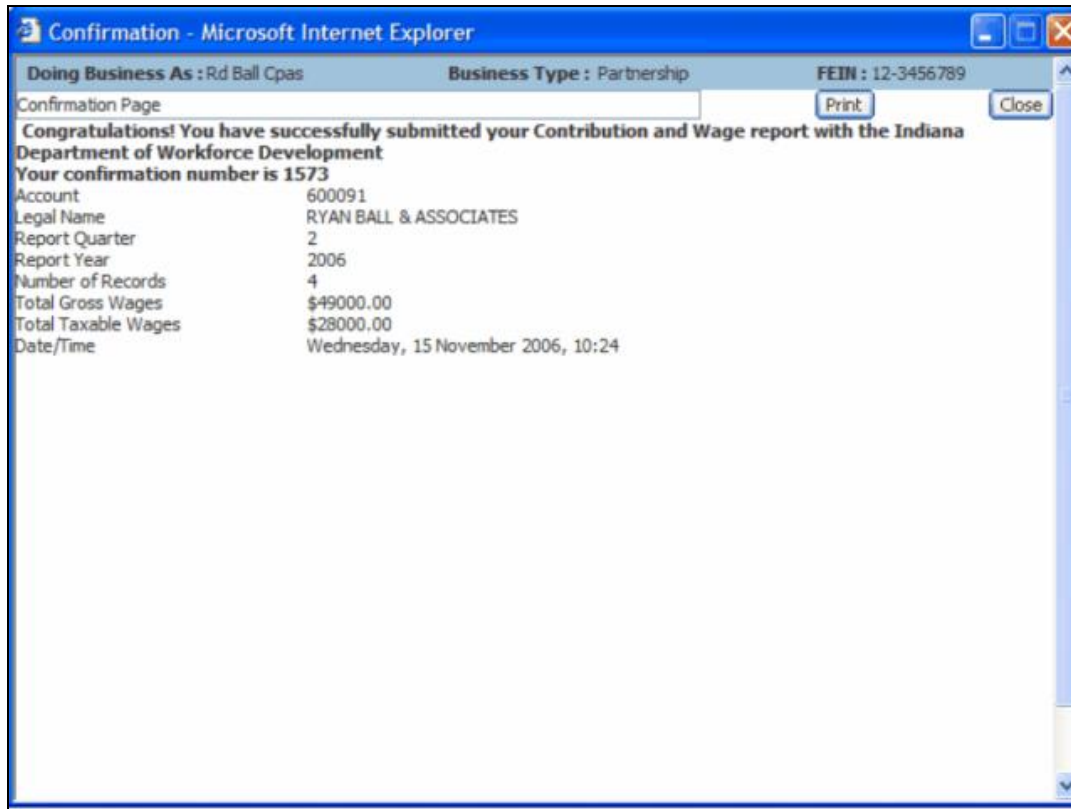 Confirmation - Microsoft Internet Explorer
Doing Business As : Rd Ball Cpas Business Type : Partnership FEIN : 12-3456789
Confirmation Page Print Close
Congratulations! You have successfully submitted your Contribution and Wage report with the Indiana
Department of Workforce Development
Your confirmation number is 1573
Account 600091
Legal Name RYAN BALL & ASSOCIATES
Report Quarter 2
Report Year 2006
Number of Records 4
Total Gross Wages $49000.00
Total Taxable Wages $28000.00
Date/Time Wednesday, 15 November 2006, 10:24